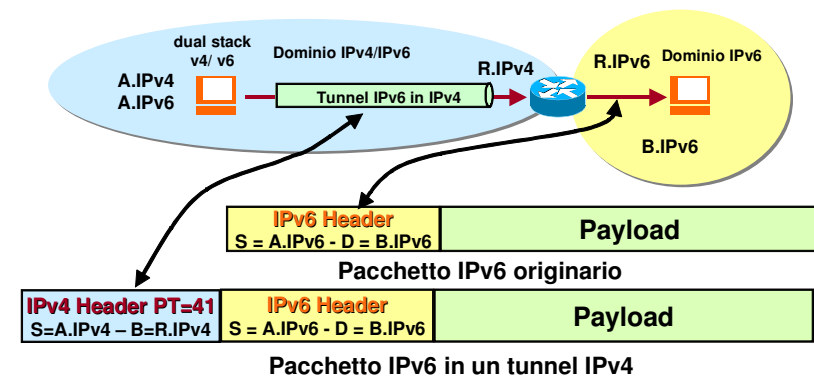 dual stack
v4/ v6
Dominio IPv4/IPv6
A.IPv4
A.IPv6
Tunnel IPv6 in IPv4
R.IPv4
R.IPv6
Dominio IPv6
B.IPv6
IPv6 Header
S = A.IPv6 - D = B.IPv6
Payload
Pacchetto IPv6 originario
IPv4 Header PT=41
S=A.IPv4 – B=R.IPv4
IPv6 Header
S = A.IPv6 - D = B.IPv6
Payload
Pacchetto IPv6 in un tunnel IPv4